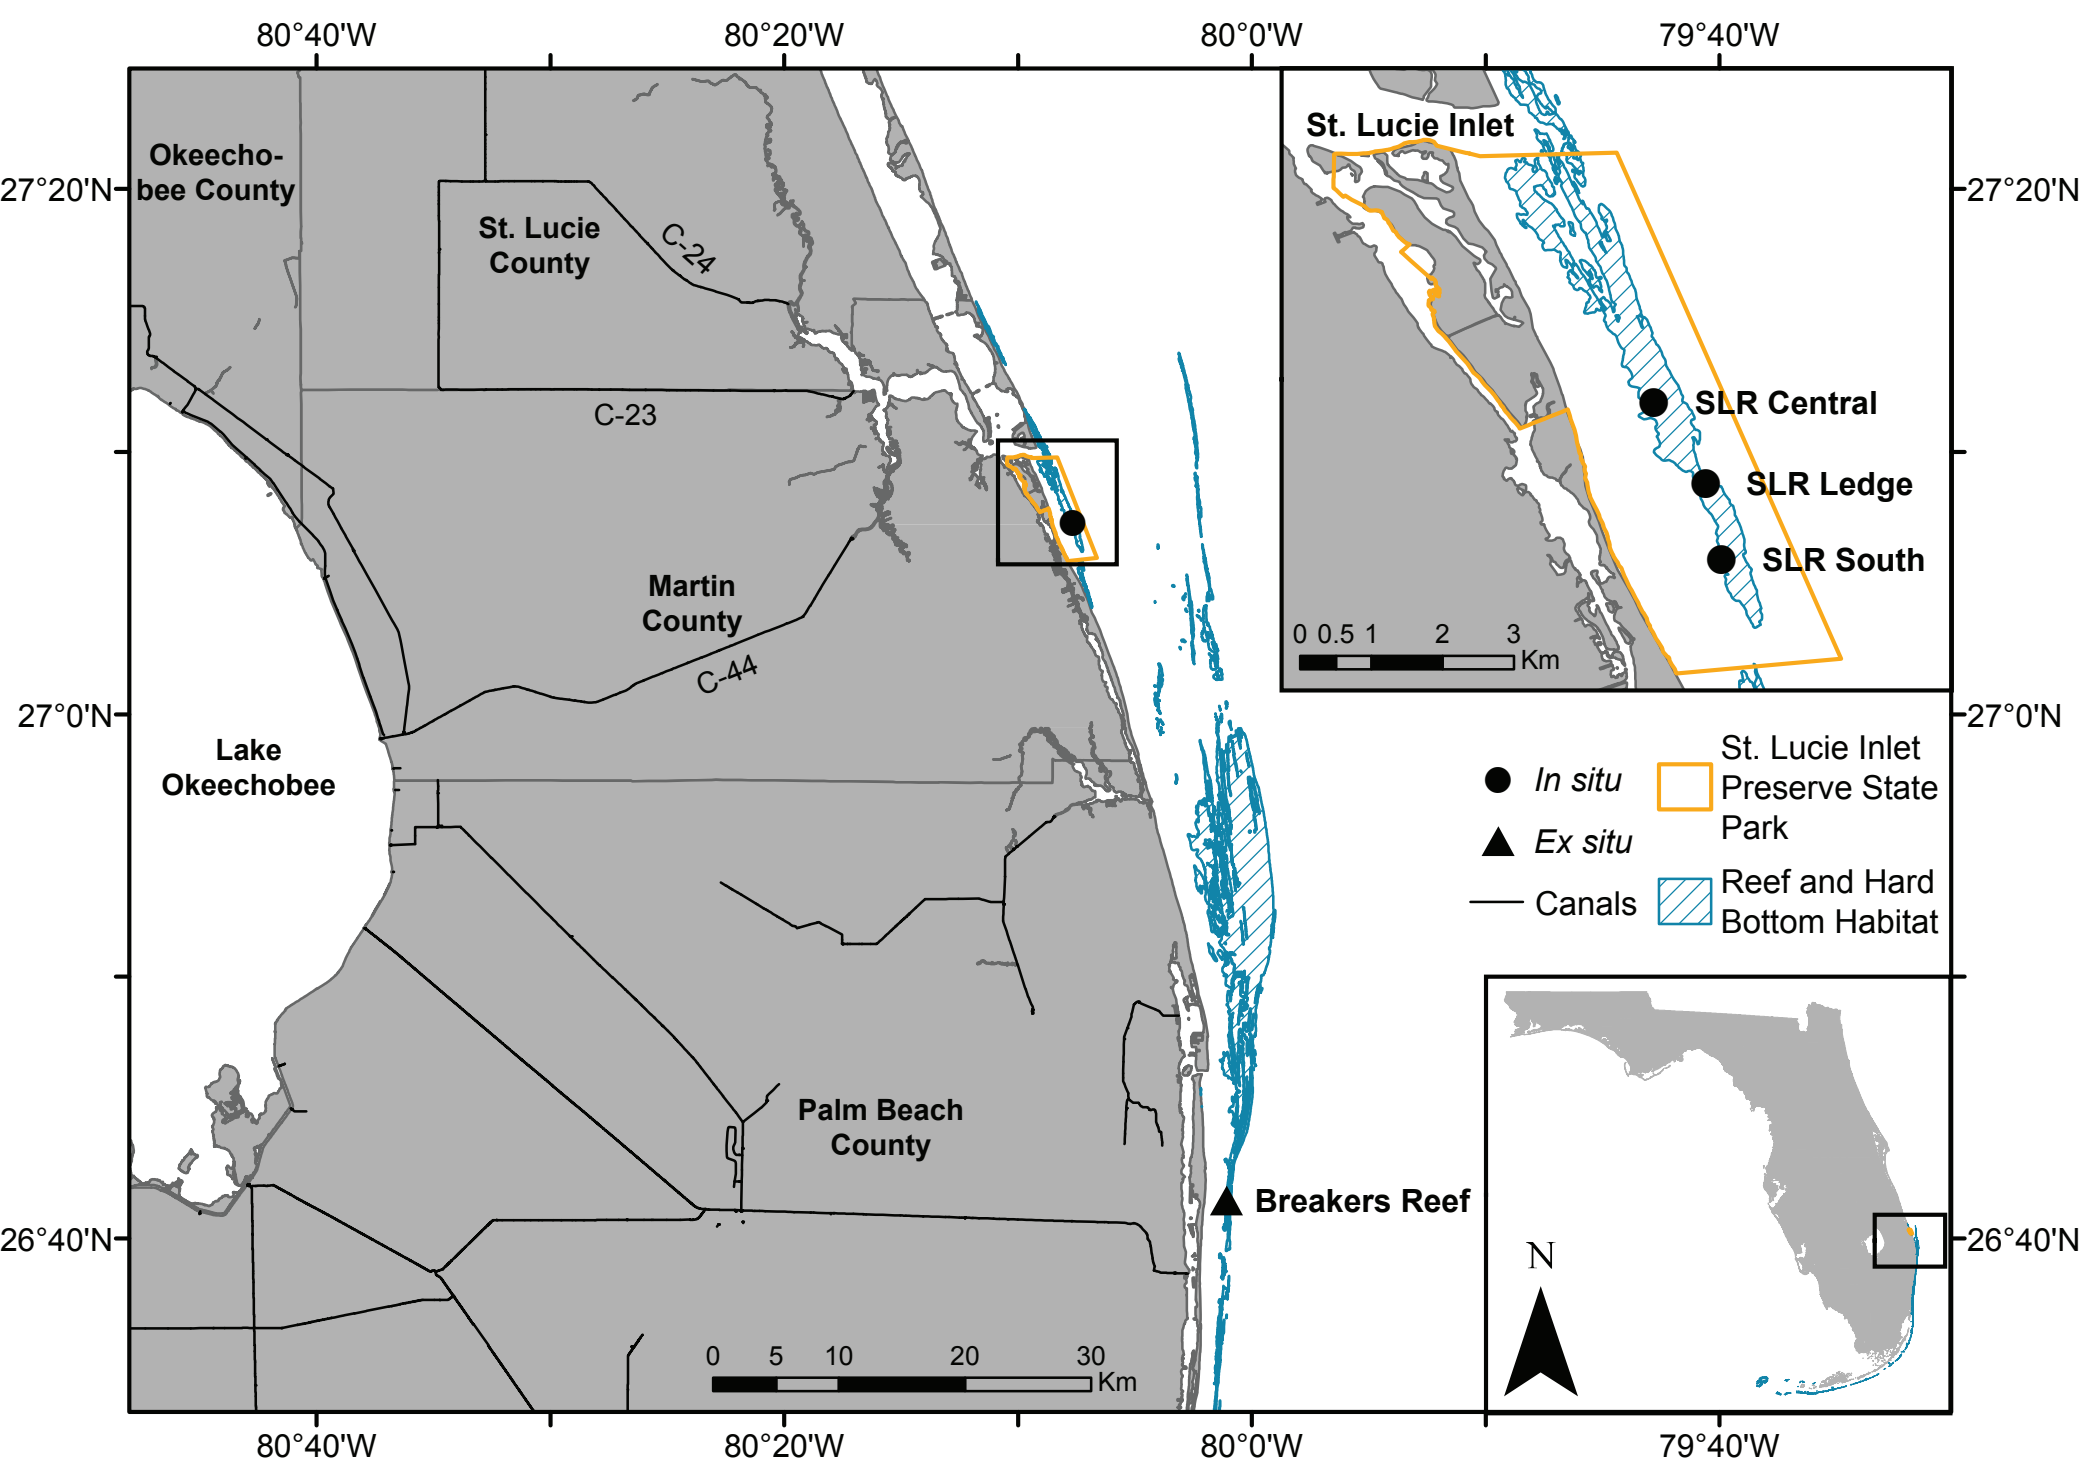 80°40'W 80°20'W 80°0'W 79°40'W
St. Lucie Inlet
Okeecho-
bee County
27°20'N
27°20'N
St. Lucie
County
C-24
C-23
SLR Central
SLR Ledge
SLR South
Martin
County
C-44
0 0.5 1 2 3
Km
27°0'N
27°0'N
Lake
Okeechobee
In situ
Ex situ
Canals
St. Lucie Inlet
Preserve State
Park
Reef and Hard
Bottom Habitat
Palm Beach
County
Breakers Reef
26°40'N
26°40'N
N
0 5 10 20 30
Km
80°40'W 80°20'W 80°0'W 79°40'W